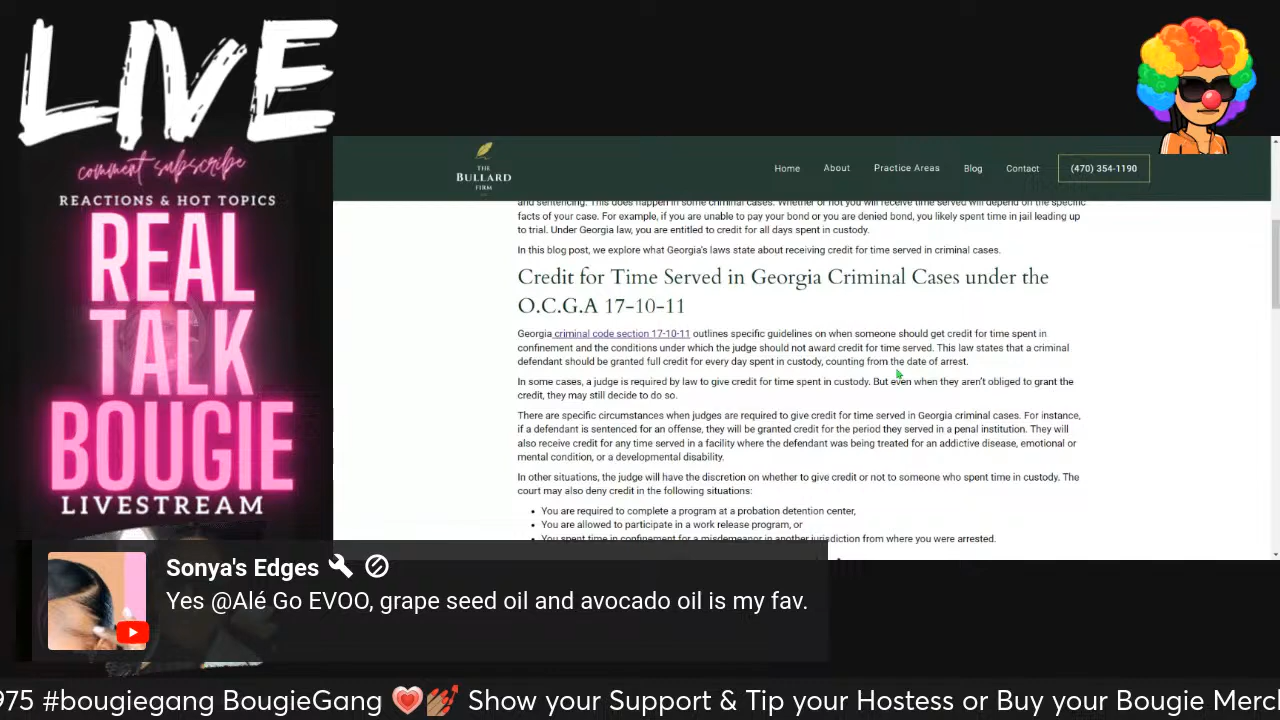 LIVE
comment subscribe
REACTIONS & HOT TOPICS
REAL
TALK
BOUGIE
LIVESTREAM
THE
BULLARD
FIRM
Home About Practice Areas Blog Contact (470) 354-1190
and sentencing. This does happen in some criminal cases. Whether or not you will receive time served will depend on the specific
facts of your case. For example, if you are unable to pay your bond or you are denied bond, you likely spent time in jail leading up
to trial. Under Georgia law, you are entitled to credit for all days spent in custody.
In this blog post, we explore what Georgia's laws state about receiving credit for time served in criminal cases.
Credit for Time Served in Georgia Criminal Cases under the
O.C.G.A 17-10-11
Georgia criminal code section 17-10-11 outlines specific guidelines on when someone should get credit for time spent in
confinement and the conditions under which the judge should not award credit for time served. This law states that a criminal
defendant should be granted full credit for every day spent in custody, counting from the date of arrest.
In some cases, a judge is required by law to give credit for time spent in custody. But even when they aren't obliged to grant the
credit, they may still decide to do so.
There are specific circumstances when judges are required to give credit for time served in Georgia criminal cases. For instance,
if a defendant is sentenced for an offense, they will be granted credit for the period they served in a penal institution. They will
also receive credit for any time served in a facility where the defendant was being treated for an addictive disease, emotional or
mental condition, or a developmental disability.
In other situations, the judge will have the discretion on whether to give credit or not to someone who spent time in custody. The
court may also deny credit in the following situations:
• You are required to complete a program at a probation detention center,
• You are allowed to participate in a work release program, or
• You spent time in confinement for a misdemeanor in another jurisdiction from where you were arrested.
Sonya's Edges
Yes @Alé Go EVOO, grape seed oil and avocado oil is my fav.
975 #bougiegang BougieGang 💗💅🏾 Show your Support & Tip your Hostess or Buy your Bougie Merc